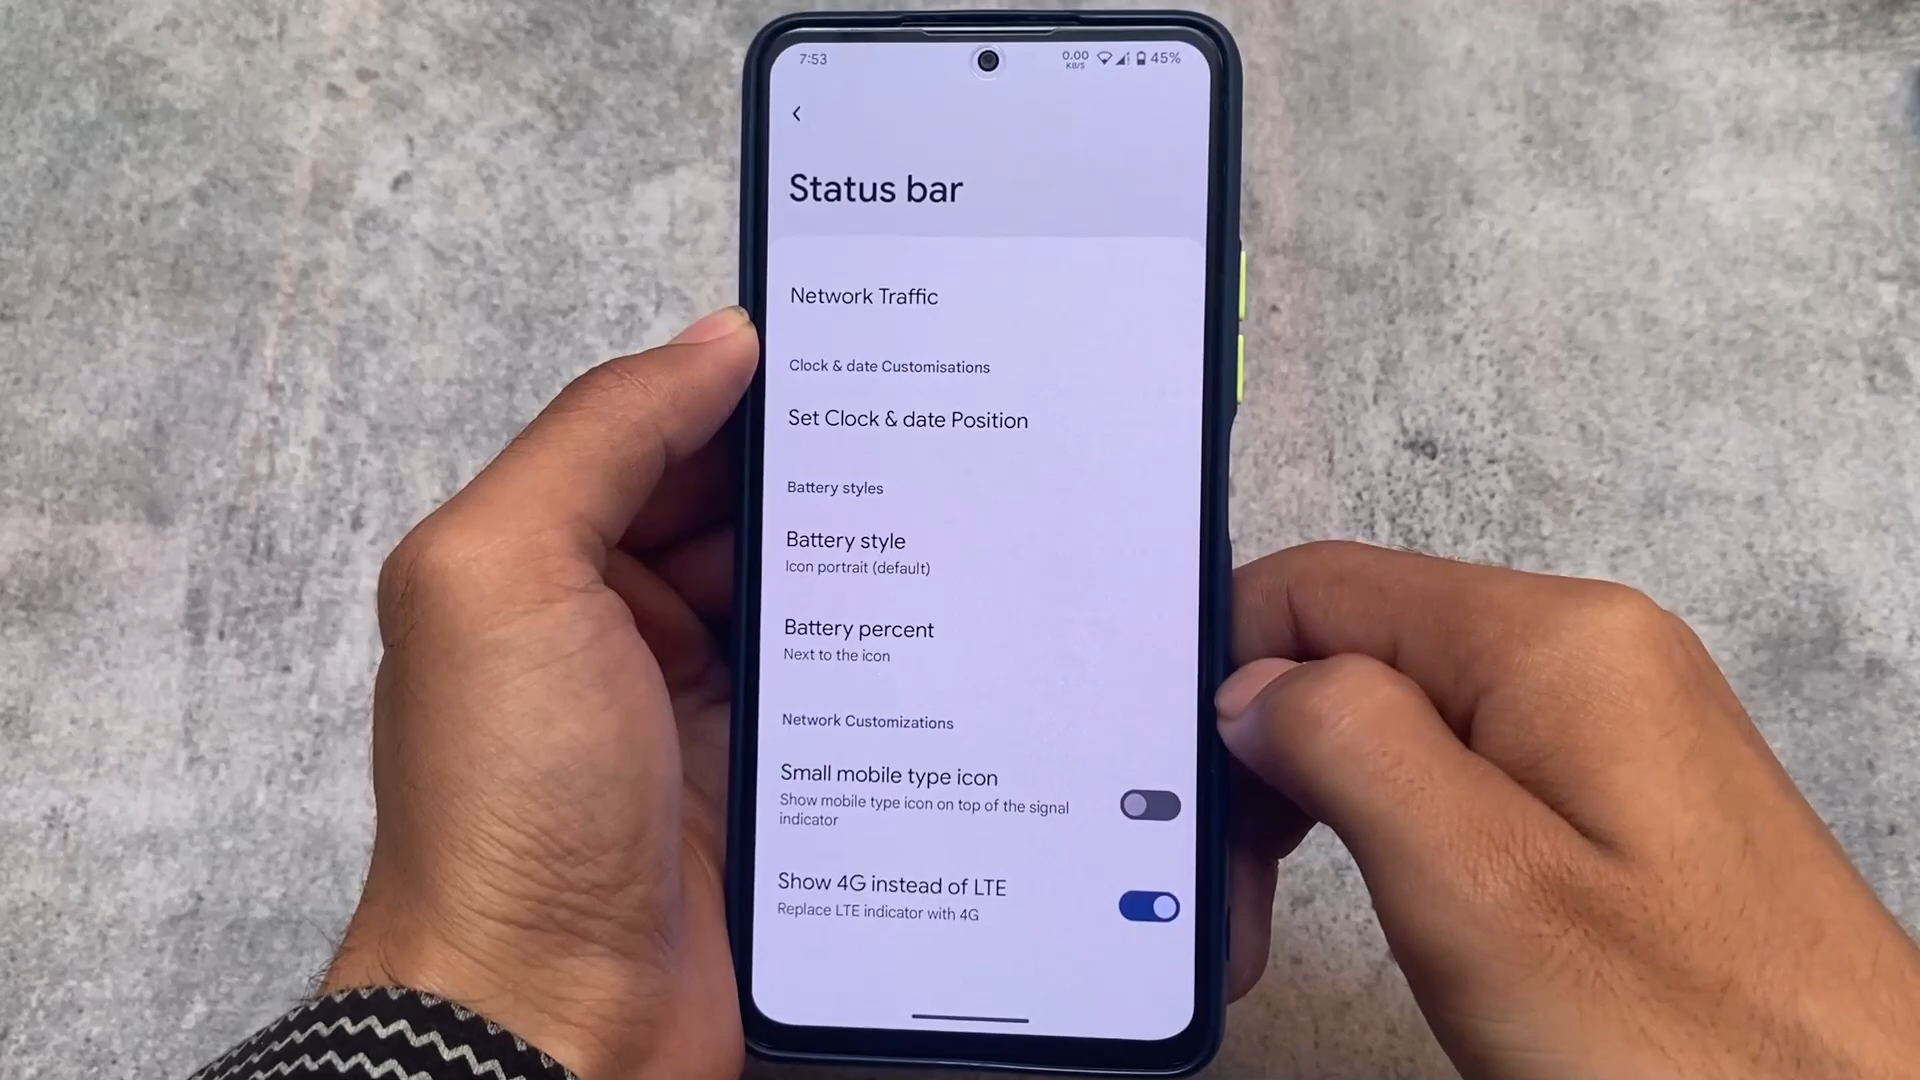 7:53
0.00
KB/S
45%
Status bar
Network Traffic
Clock & date Customisations
Set Clock & date Position
Battery styles
Battery style
Icon portrait (default)
Battery percent
Next to the icon
Network Customizations
Small mobile type icon
Show mobile type icon on top of the signal
indicator
Show 4G instead of LTE
Replace LTE indicator with 4G